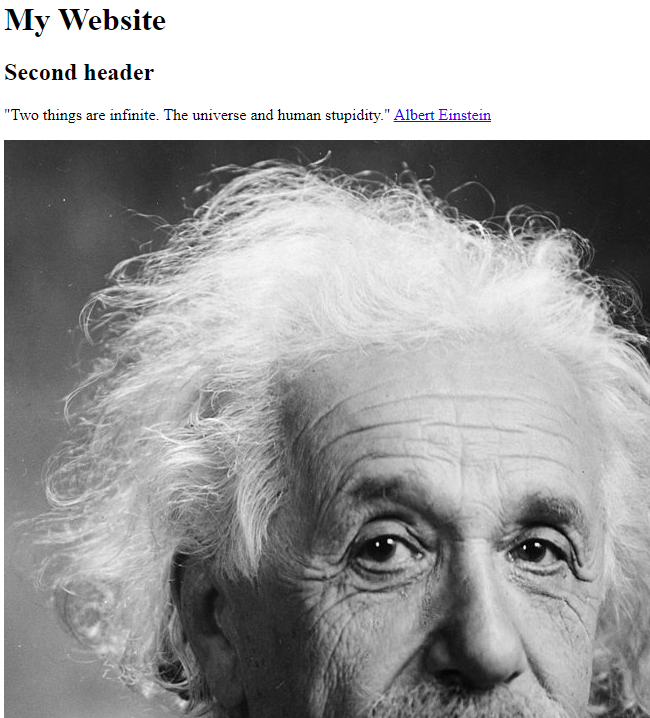 My Website
Second header
"Two things are infinite. The universe and human stupidity." Albert Einstein